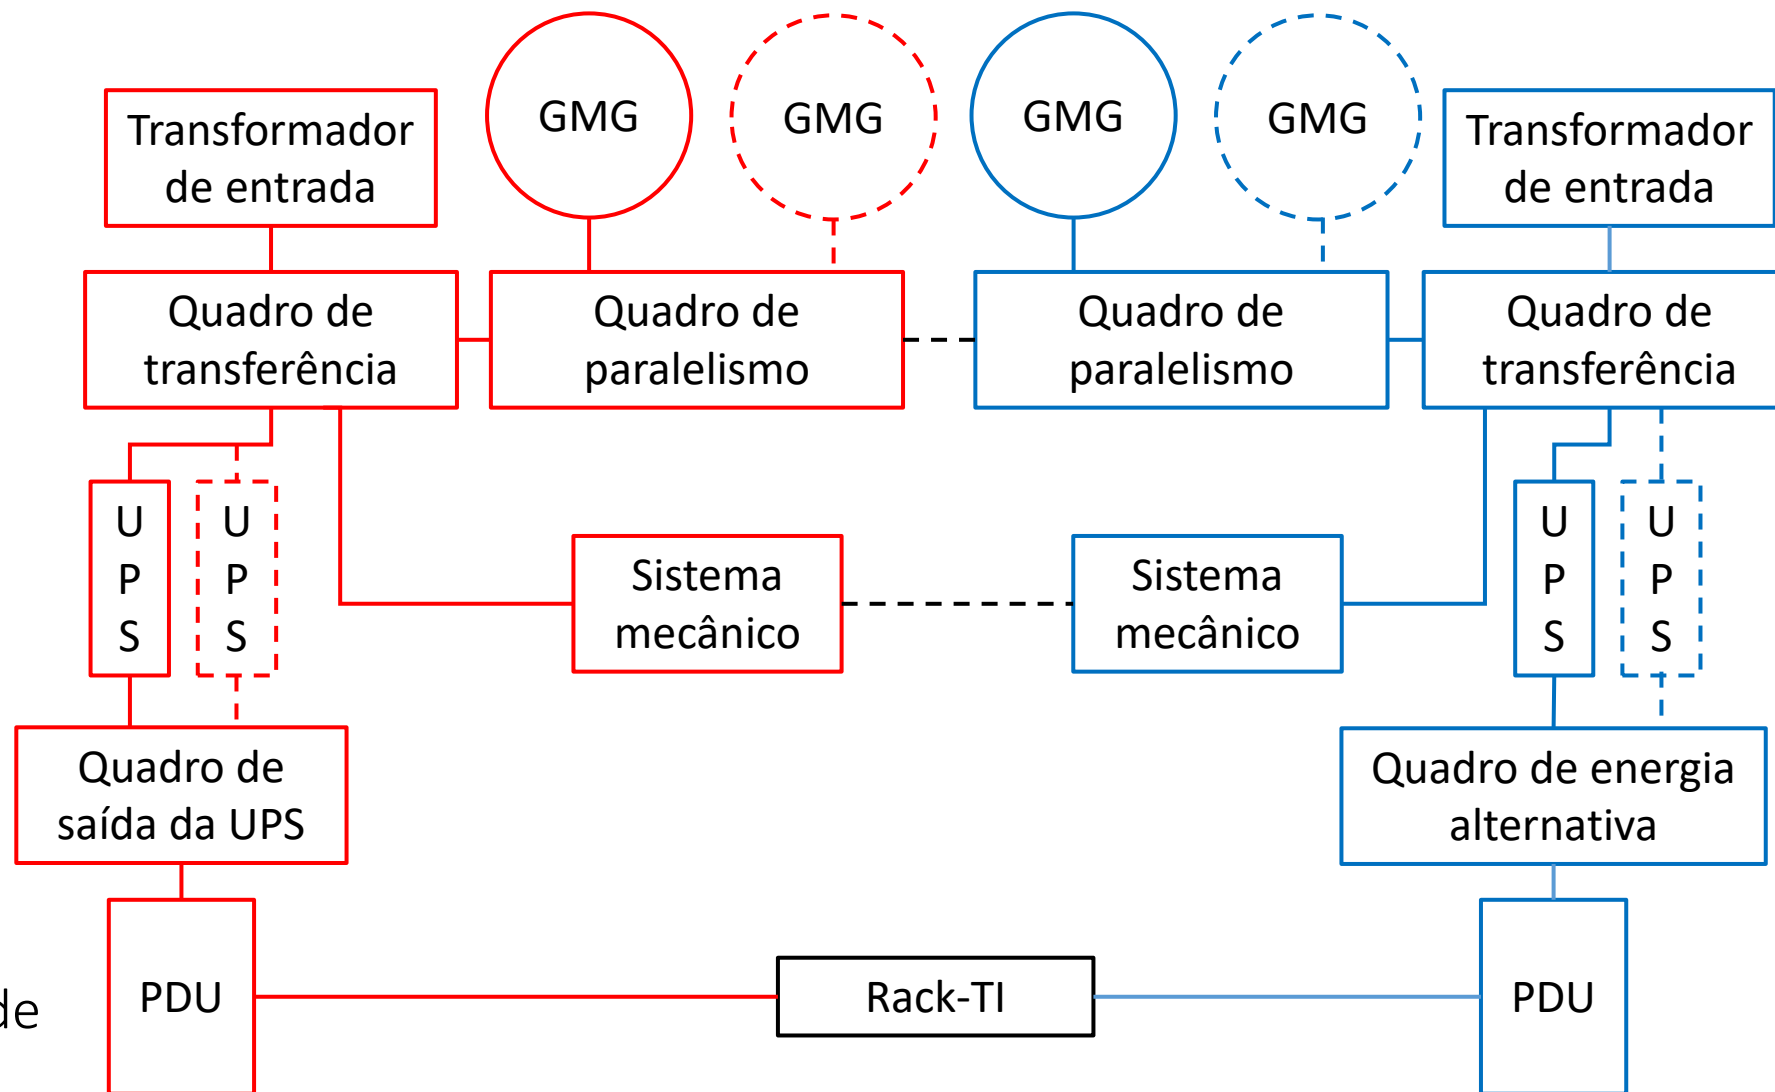 GMG
GMG
GMG
GMG
Transformador
de entrada
Transformador
de entrada
Quadro de
transferência
Quadro de
paralelismo
Quadro de
paralelismo
Quadro de
transferência
U
P
S
U
P
S
Sistema
mecânico
Sistema
mecânico
U
P
S
U
P
S
Quadro de
saída da UPS
Quadro de energia
alternativa
de
PDU
Rack-TI
PDU